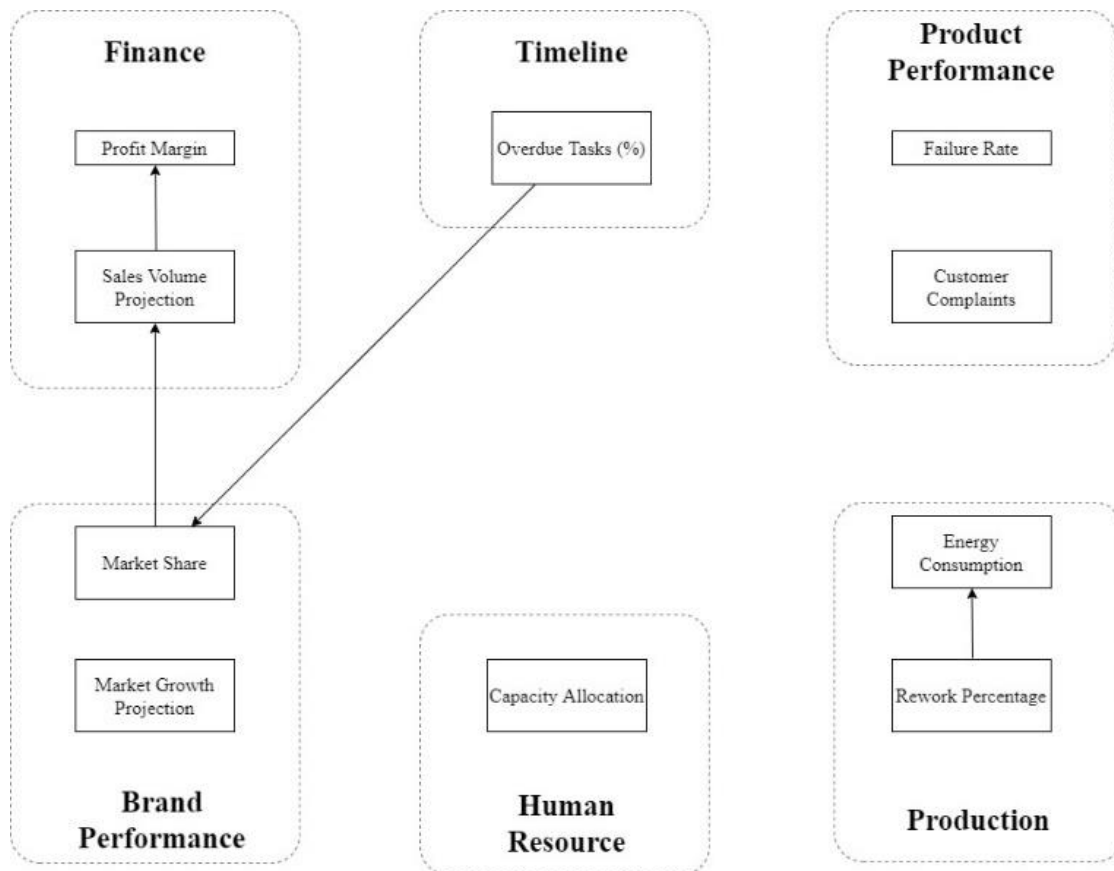 Finance
Profit Margin
Sales Volume
Projection
Timeline
Overdue Tasks (%)
Product
Performance
Failure Rate
Customer
Complaints
Market Share
Market Growth
Projection
Brand
Performance
Capacity Allocation
Human
Resource
Energy
Consumption
Rework Percentage
Production